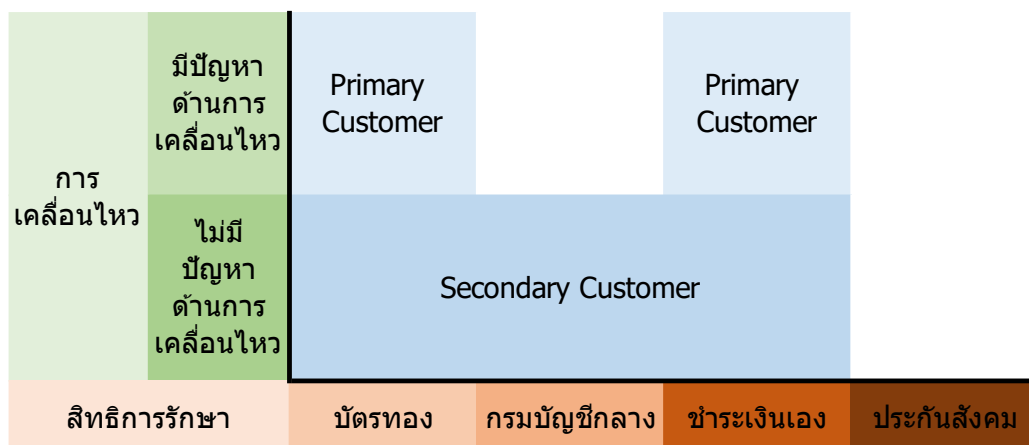 การ
เคลื่อนไหว
มีปัญหา
ด้านการ
เคลื่อนไหว
Primary
Customer
Primary
Customer
ไม่มี
ปัญหา
ด้านการ
เคลื่อนไหว
Secondary Customer
สิทธิการรักษา
บัตรทอง
กรมบัญชีกลาง
ชำระเงินเอง
ประกันสังคม